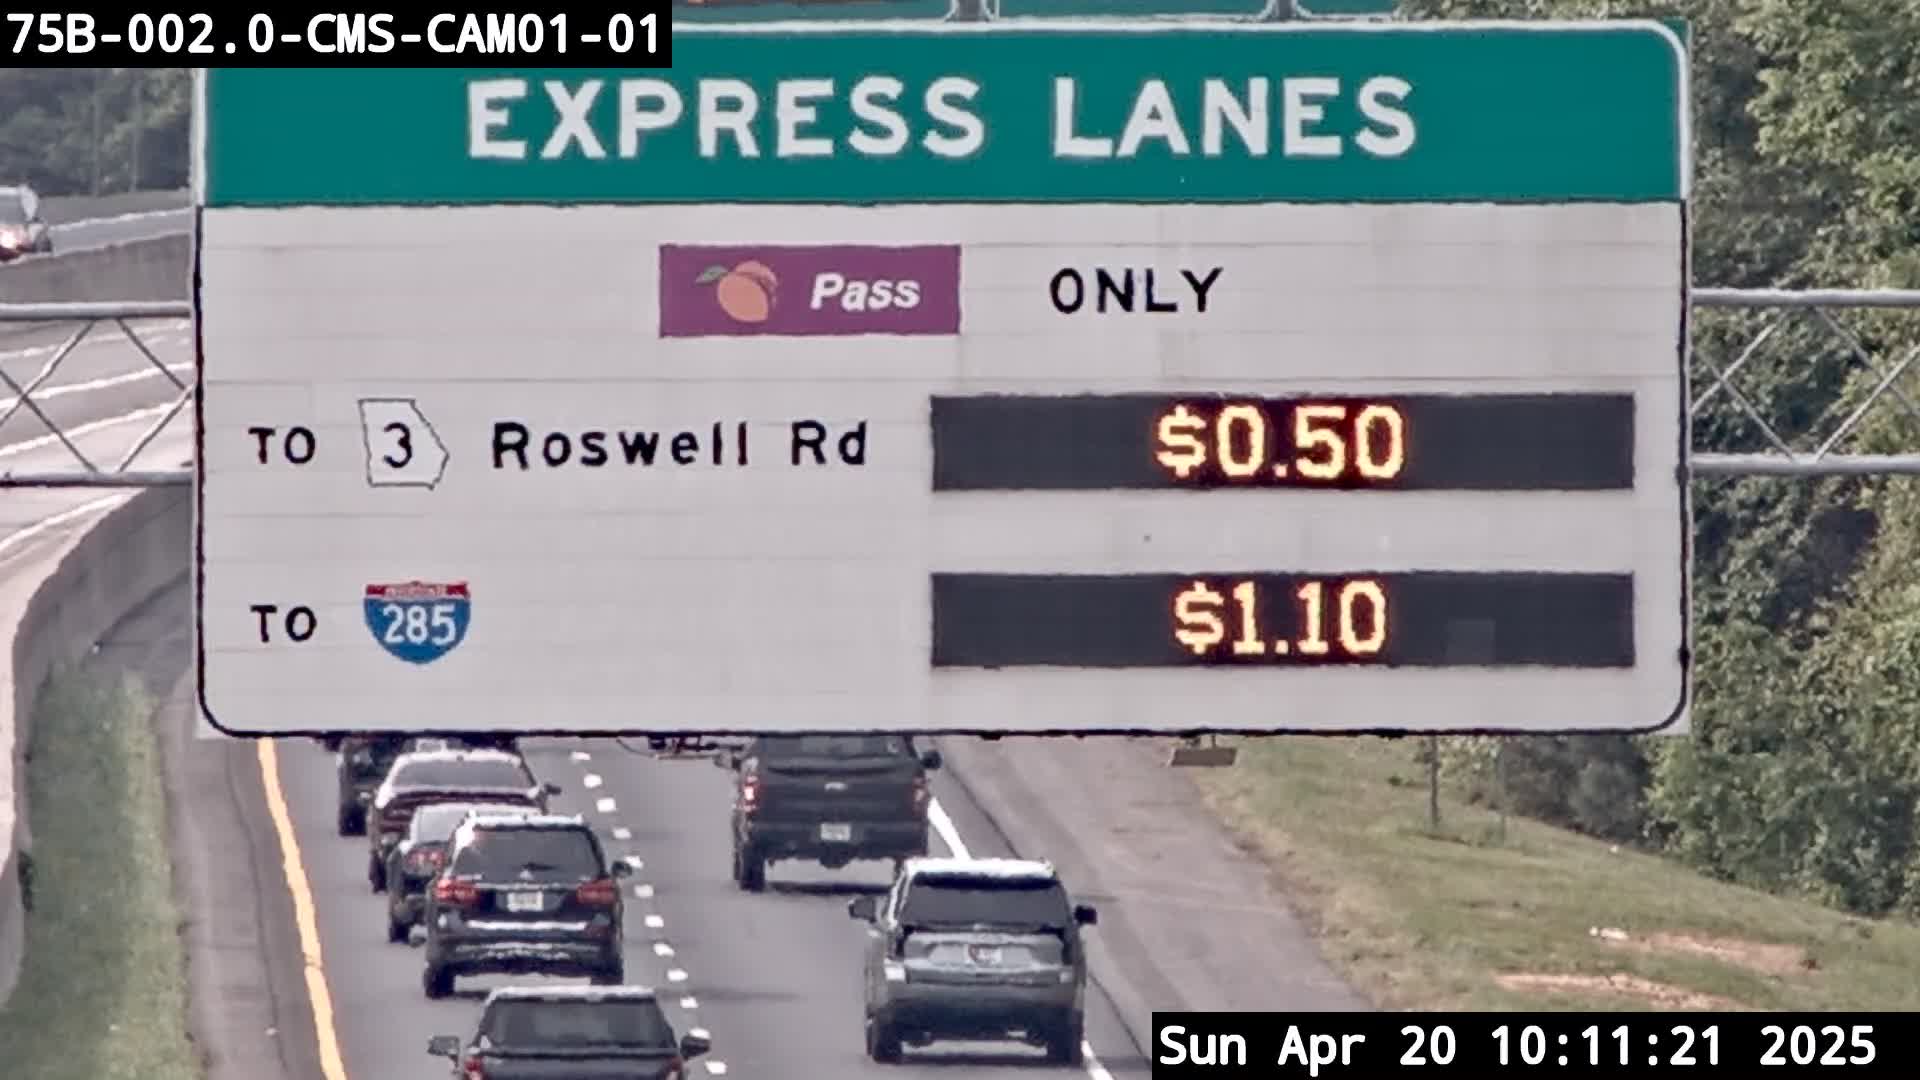 75B-002.0-CMS-CAM01-01
EXPRESS LANES
Pass ONLY
TO 3 Roswell Rd $0.50
TO INTERSTATE 285 $1.10
Sun Apr 20 10:11:21 2025